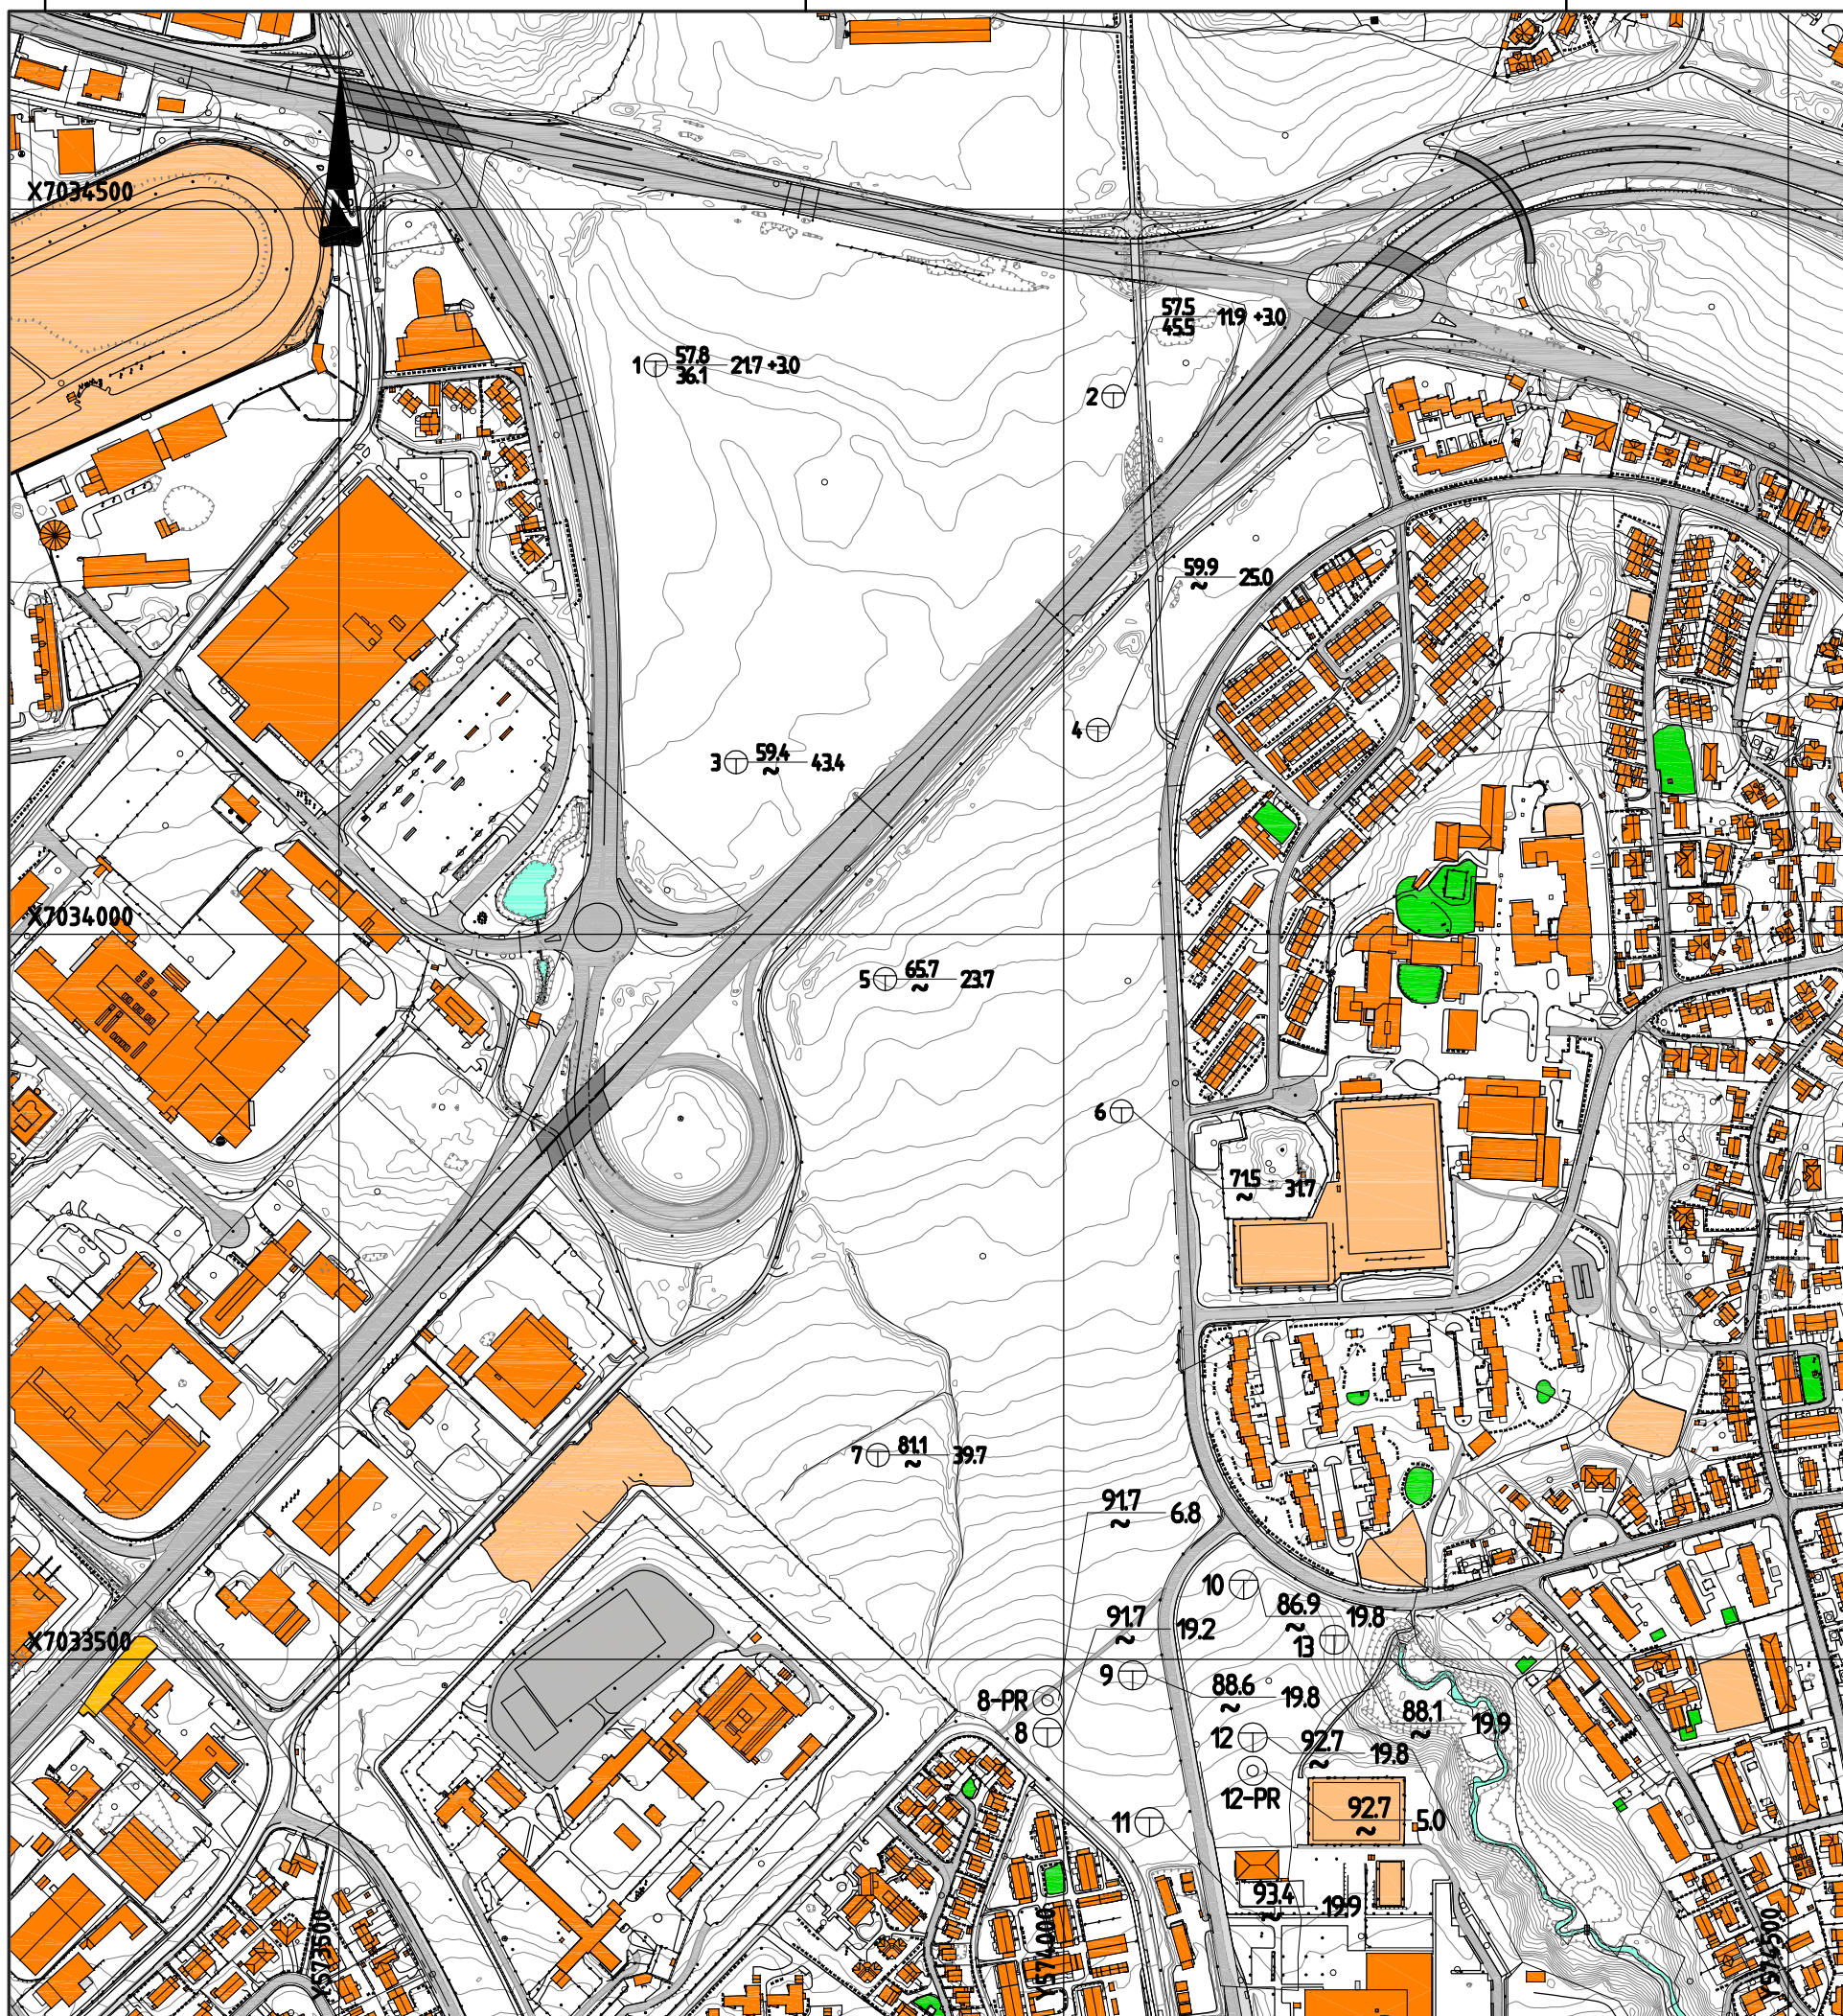 X7034500
57.5
45.5 11.9 +3.0
1 57.8
36.1 21.7 +3.0
2
59.9 25.0
~
4
3 59.4 43.4
~
X7034000
5 65.7 23.7
~
6
71.5 31.7
~
7 81.1 39.7
~
91.7 6.8
~
10
86.9 19.8
~
91.7 19.2
~
13
X7033500
9
88.6 19.8
~
8-PR
8
88.1 19.9
~
12
92.7 19.8
~
12-PR
92.7 5.0
~
11
93.4 19.9
~
Y573500
Y574000
Y574500